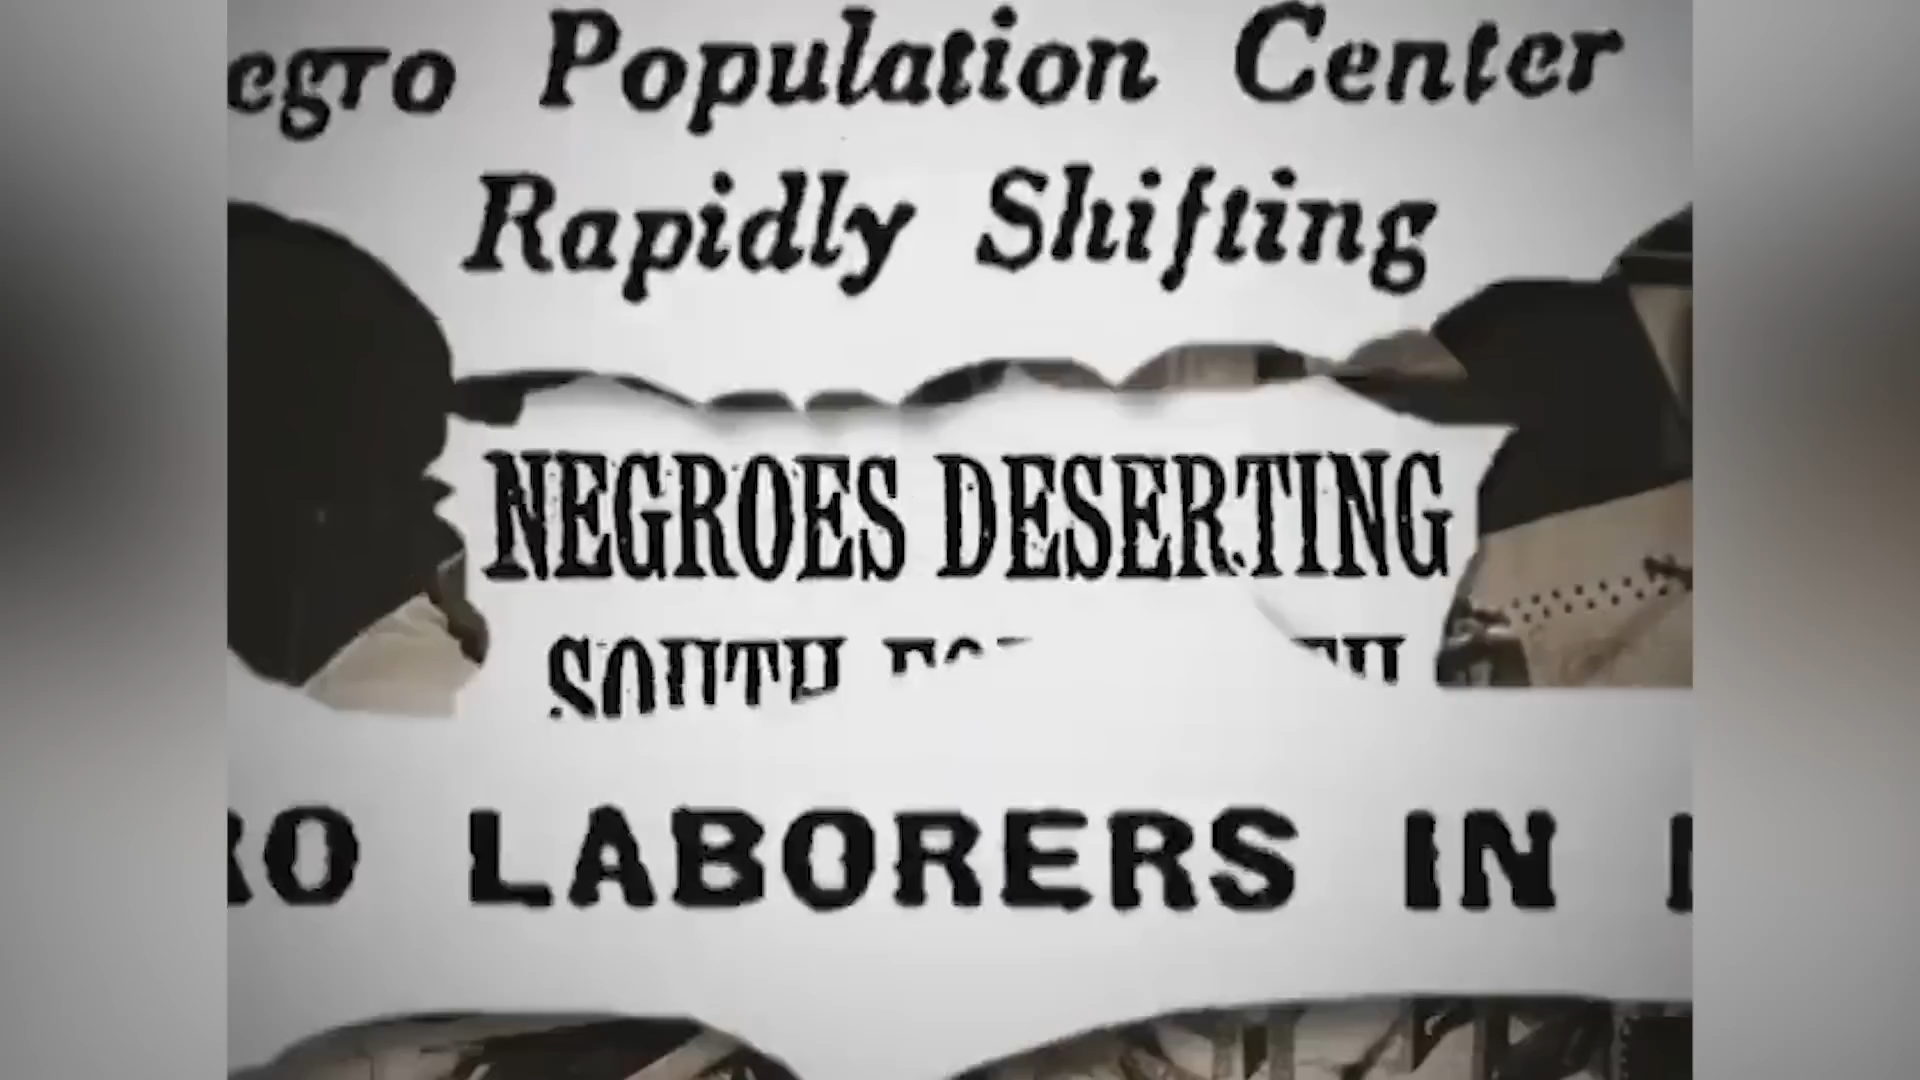 egro Population Center
Rapidly Shifting
NEGROES DESERTING
SOUTH
RO LABORERS IN